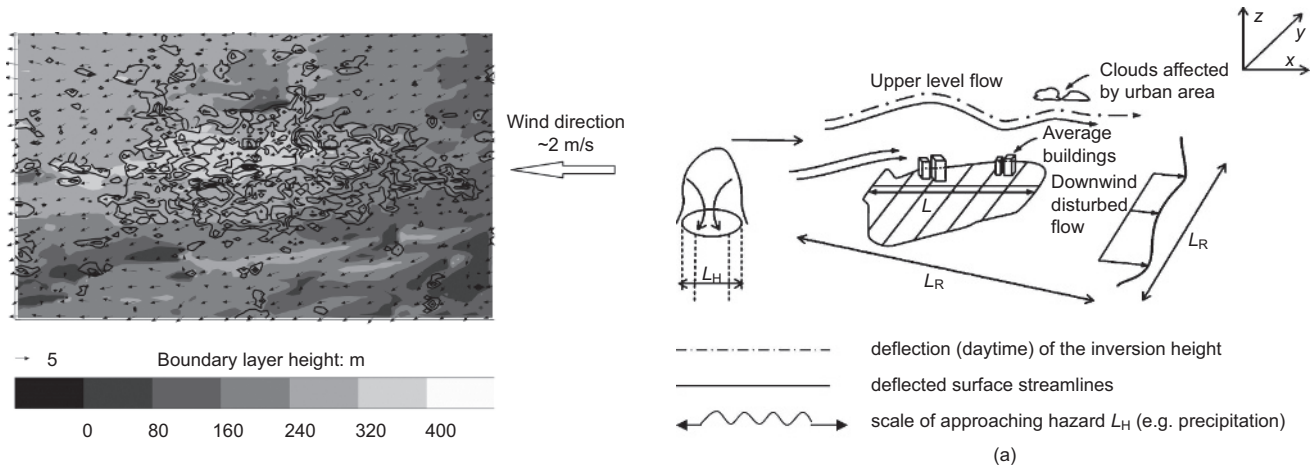 Wind direction
~2 m/s
5
Boundary layer height: m
0 80 160 240 320 400
z
y
x
Upper level flow
Clouds affected
by urban area
Average
buildings
L
Downwind
disturbed
flow
L_H
L_R
L_R
deflection (daytime) of the inversion height
deflected surface streamlines
scale of approaching hazard L_H (e.g. precipitation)
(a)